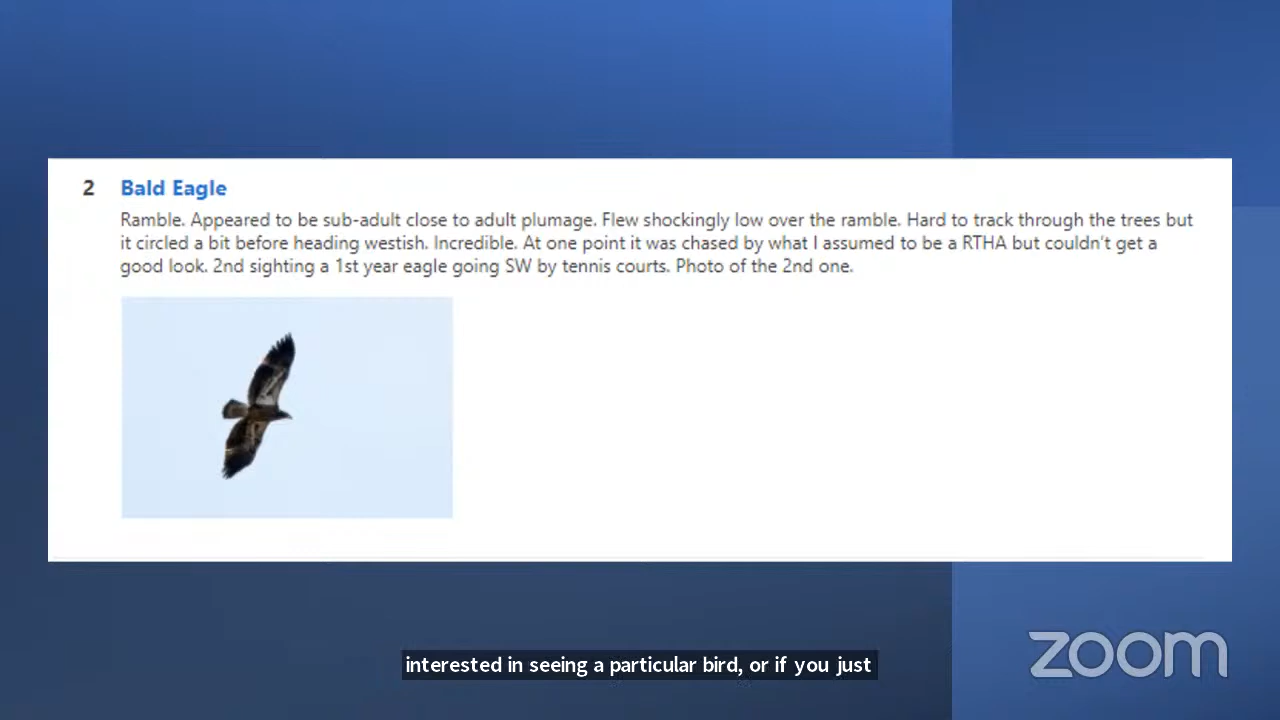 2 Bald Eagle
Ramble. Appeared to be sub-adult close to adult plumage. Flew shockingly low over the ramble. Hard to track through the trees but
it circled a bit before heading westish. Incredible. At one point it was chased by what I assumed to be a RTHA but couldn't get a
good look. 2nd sighting a 1st year eagle going SW by tennis courts. Photo of the 2nd one.
interested in seeing a particular bird, or if you just
zoom